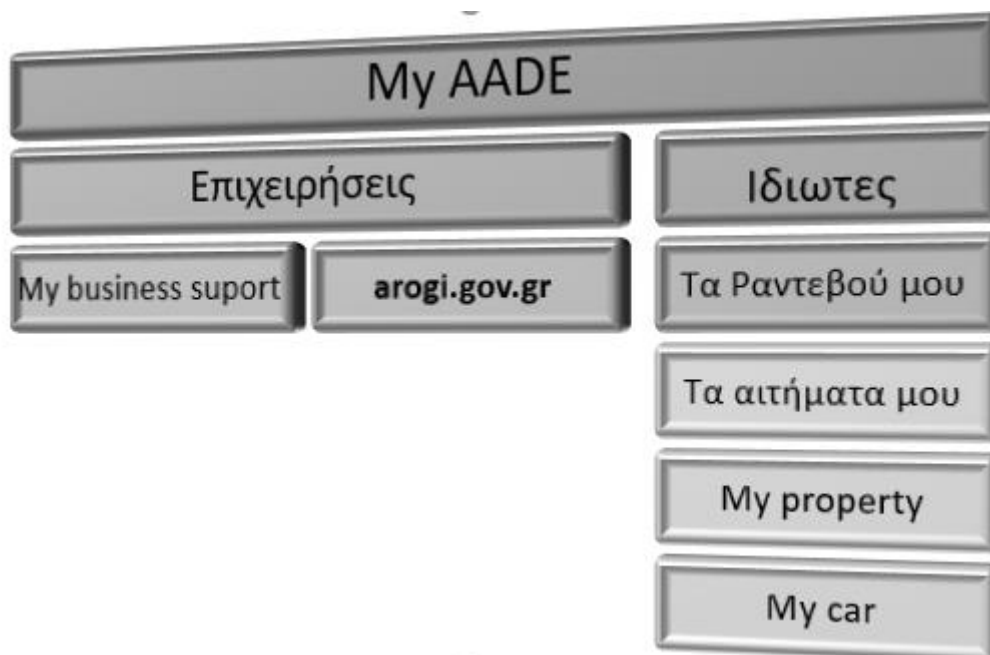 My AADE
Επιχειρήσεις
Ιδιωτες
My business suport
arogi.gov.gr
Τα Ραντεβού μου
Τα αιτήματα μου
My property
My car